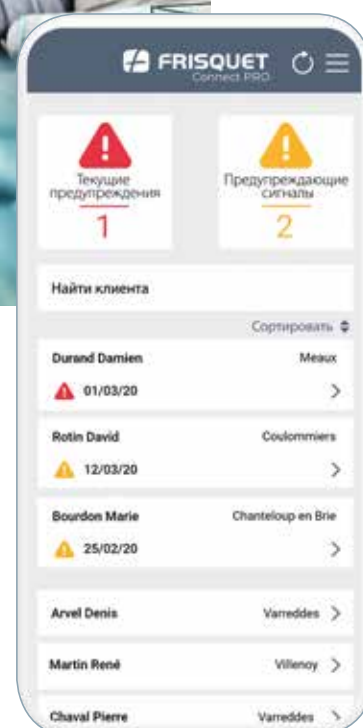 FRISQUET
Connect PRO
Текущие
предупреждения
1
Предупреждающие
сигналы
2
Найти клиента
Сортировать
Durand Damien Meaux
01/03/20
Rotin David Coulommiers
12/03/20
Bourdon Marie Chanteloup en Brie
25/02/20
Arvel Denis Varreddes
Martin René Villenoy
Chaval Pierre Varreddes